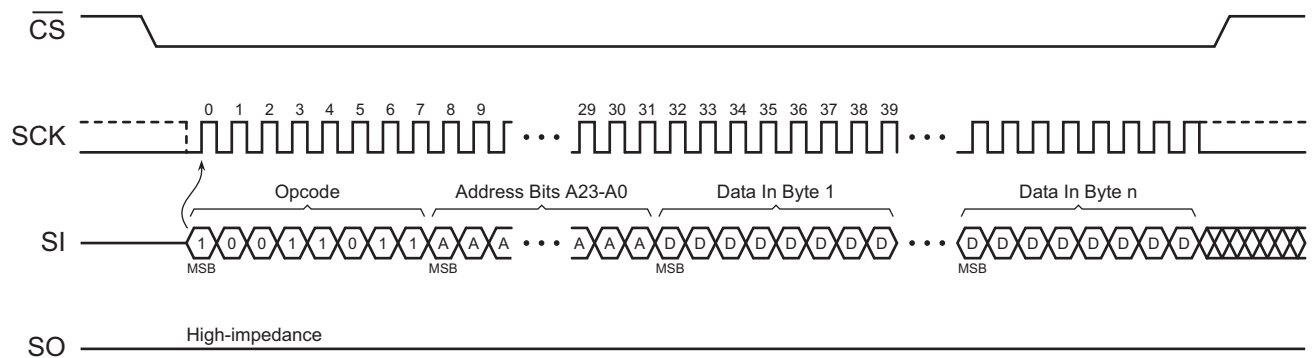 CS
0 1 2 3 4 5 6 7 8 9 29 30 31 32 33 34 35 36 37 38 39
SCK
Opcode Address Bits A23-A0 Data In Byte 1 Data In Byte n
SI 1 0 0 1 1 0 1 1 A A A A A A D D D D D D D D D D D D D D D D
MSB MSB MSB MSB
High-impedance
SO